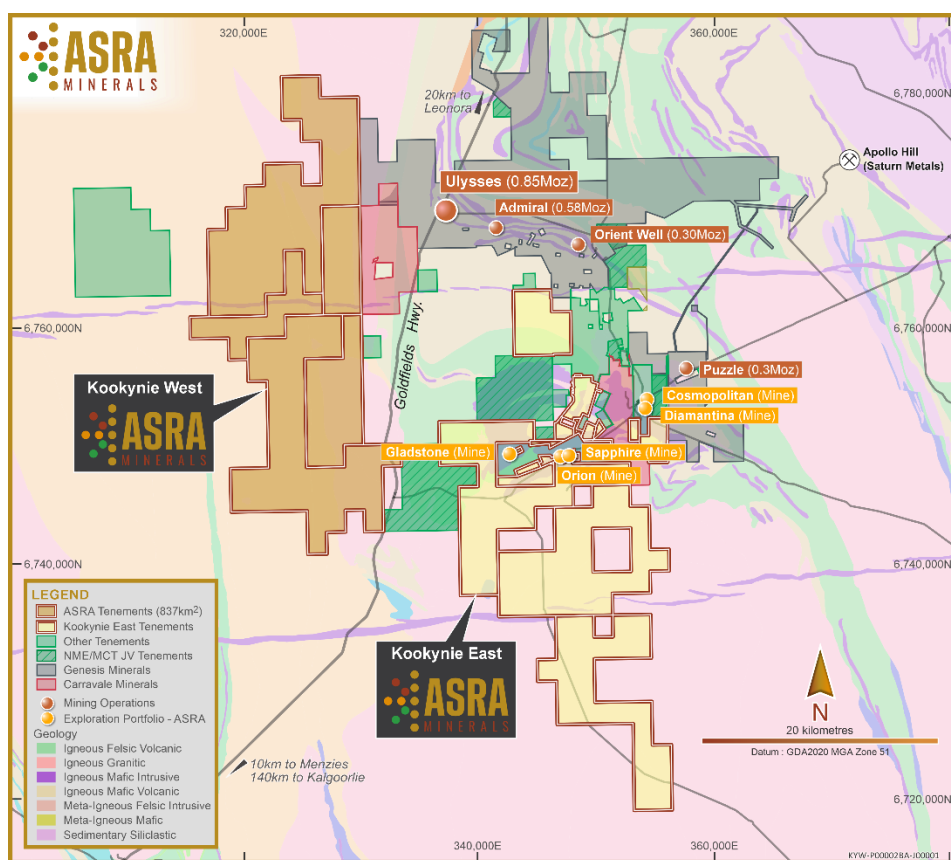 ASRA
MINERALS
320,000E
360,000E
20km to
Leonora
6,780,000N
Apollo Hill
(Saturn Metals)
Ulysses (0.85Moz)
Admiral (0.58Moz)
Orient Well (0.30Moz)
6,760,000N
6,760,000N
Goldfields Hwy.
Puzzle (0.3Moz)
Kookynie West
ASRA
MINERALS
Cosmopolitan (Mine)
Diamantina (Mine)
Gladstone (Mine)
Sapphire (Mine)
Orion (Mine)
6,740,000N
6,740,000N
LEGEND
ASRA Tenements (837km²)
Kookynie East Tenements
Other Tenements
NME/MCT JV Tenements
Genesis Minerals
Carravale Minerals
Mining Operations
Exploration Portfolio - ASRA
Geology
Igneous Felsic Volcanic
Igneous Granitic
Igneous Mafic Intrusive
Igneous Mafic Volcanic
Meta-Igneous Felsic Intrusive
Meta-Igneous Mafic
Sedimentary Siliclastic
Kookynie East
ASRA
MINERALS
N
20 kilometres
Datum : GDA2020 MGA Zone 51
10km to Menzies
140km to Kalgoorlie
6,720,000N
340,000E
360,000E
KYW-P00002BA-J00001